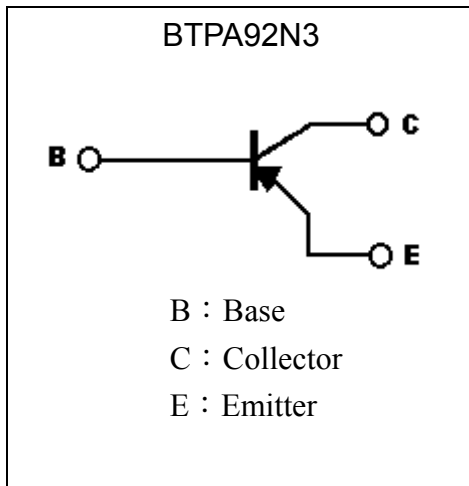 BTPA92N3
C
B
E
B：Base
C：Collector
E：Emitter